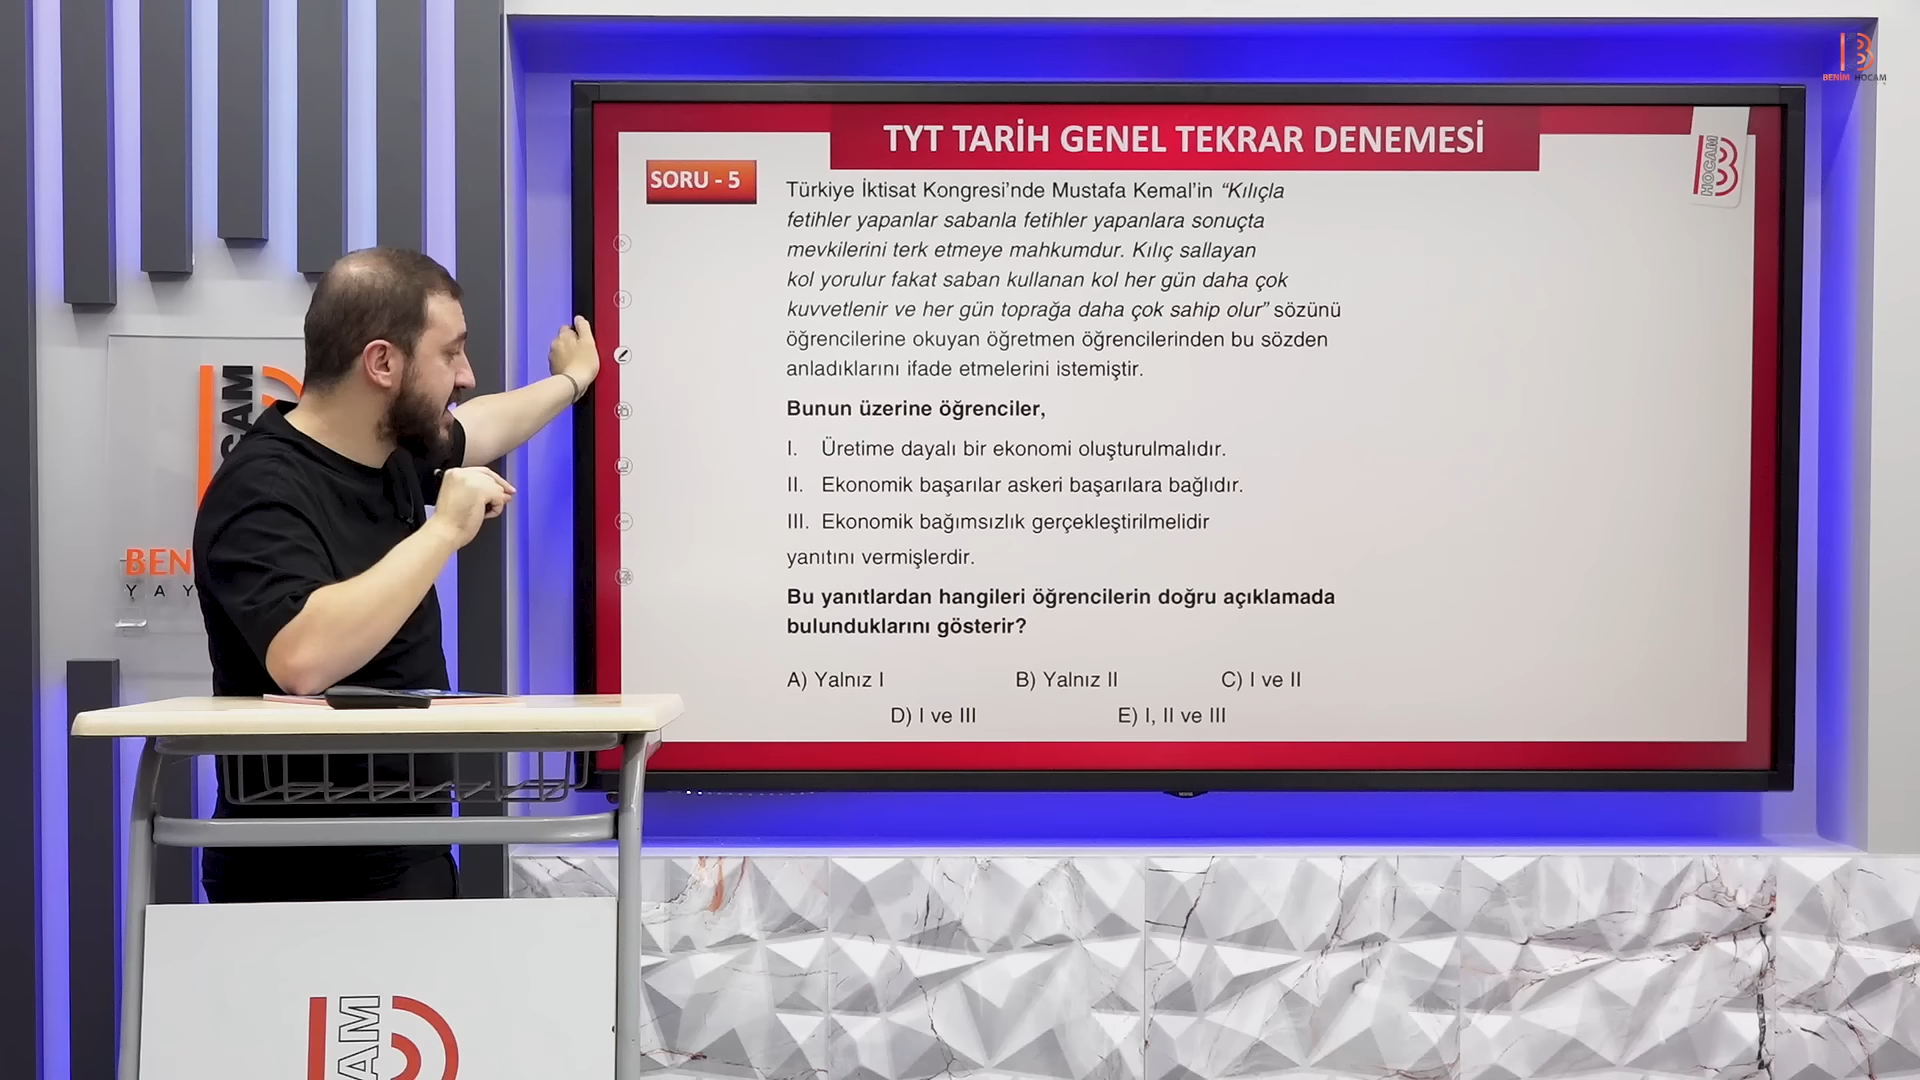 BENİM HOCAM
TYT TARİH GENEL TEKRAR DENEMESİ
HOCAM
SORU - 5
Türkiye İktisat Kongresi’nde Mustafa Kemal’in “Kılıçla
fetihler yapanlar sabanla fetihler yapanlara sonuçta
mevkilerini terk etmeye mahkumdur. Kılıç sallayan
kol yorulur fakat saban kullanan kol her gün daha çok
kuvvetlenir ve her gün toprağa daha çok sahip olur” sözünü
öğrencilerine okuyan öğretmen öğrencilerinden bu sözden
anladıklarını ifade etmelerini istemiştir.
Bunun üzerine öğrenciler,
I. Üretime dayalı bir ekonomi oluşturulmalıdır.
II. Ekonomik başarılar askeri başarılara bağlıdır.
III. Ekonomik bağımsızlık gerçekleştirilmelidir
yanıtını vermişlerdir.
Bu yanıtlardan hangileri öğrencilerin doğru açıklamada
bulunduklarını gösterir?
A) Yalnız I B) Yalnız II C) I ve II
D) I ve III E) I, II ve III
CAM
BEN
YAY
AM